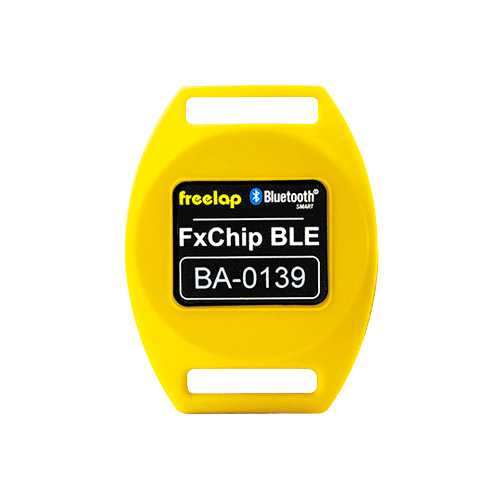 freelap Bluetooth®
SMART
FxChip BLE
BA-0139